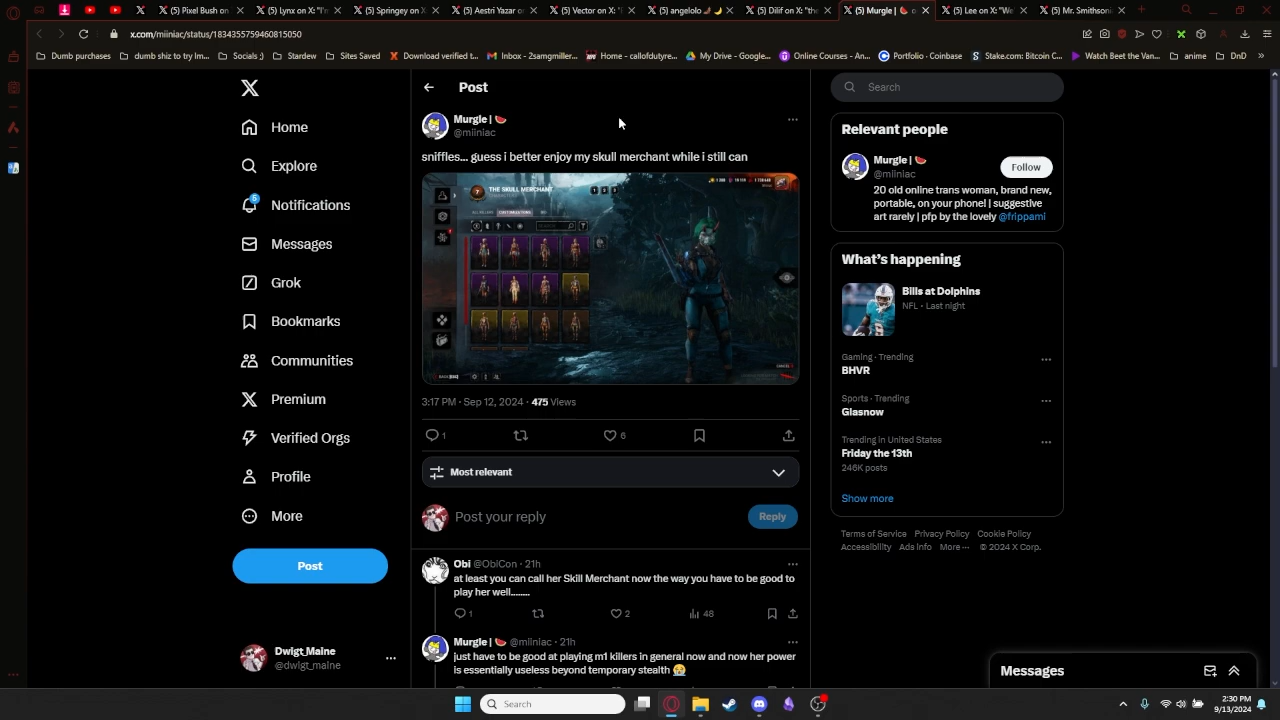 (5) Pixel Bush on
(5) Lynx on X: "I'm
(5) Springey on X
(5) Aestri Yazar on
(5) Vector on X: "I
(5) angelolo
(5) Dilf on X: "the
(5) Murgle |
(5) Lee on X: "We
(5) Mr. Smithson
x.com/miiniac/status/1834355759460815050
Dumb purchases
dumb shiz to try Im...
Socials ;)
Stardew
Sites Saved
Download verified t...
Inbox - 2samgmiller...
Home - callofdutyre...
My Drive - Google...
Online Courses - An...
Portfolio - Coinbase
Stake.com: Bitcoin C...
Watch Beet the Van...
anime
DnD
Home
Explore
5
Notifications
Messages
Grok
Bookmarks
Communities
Premium
Verified Orgs
Profile
More
Post
Dwigt_Maine
@dwigt_maine
Post
Murgle | 🍉
@miiniac
sniffles... guess i better enjoy my skull merchant while i still can
7
THE SKULL MERCHANT
ALL KILLERS
CUSTOMIZATIONS
SEARCH
BACK
3:17 PM · Sep 12, 2024 · 475 Views
1
6
Most relevant
Post your reply
Reply
Obi @ObiCon · 21h
at least you can call her Skill Merchant now the way you have to be good to
play her well........
1
2
48
Murgle | 🍉 @miiniac · 21h
just have to be good at playing m1 killers in general now and now her power
is essentially useless beyond temporary stealth 😭
Search
Relevant people
Murgle | 🍉
@miiniac
Follow
20 old online trans woman, brand new,
portable, on your phone! | suggestive
art rarely | pfp by the lovely @frippami
What's happening
Bills at Dolphins
NFL · Last night
Gaming · Trending
BHVR
Sports · Trending
Glasnow
Trending in United States
Friday the 13th
246K posts
Show more
Terms of Service Privacy Policy Cookie Policy
Accessibility Ads info More ··· © 2024 X Corp.
Messages
Search
2:30 PM
9/13/2024